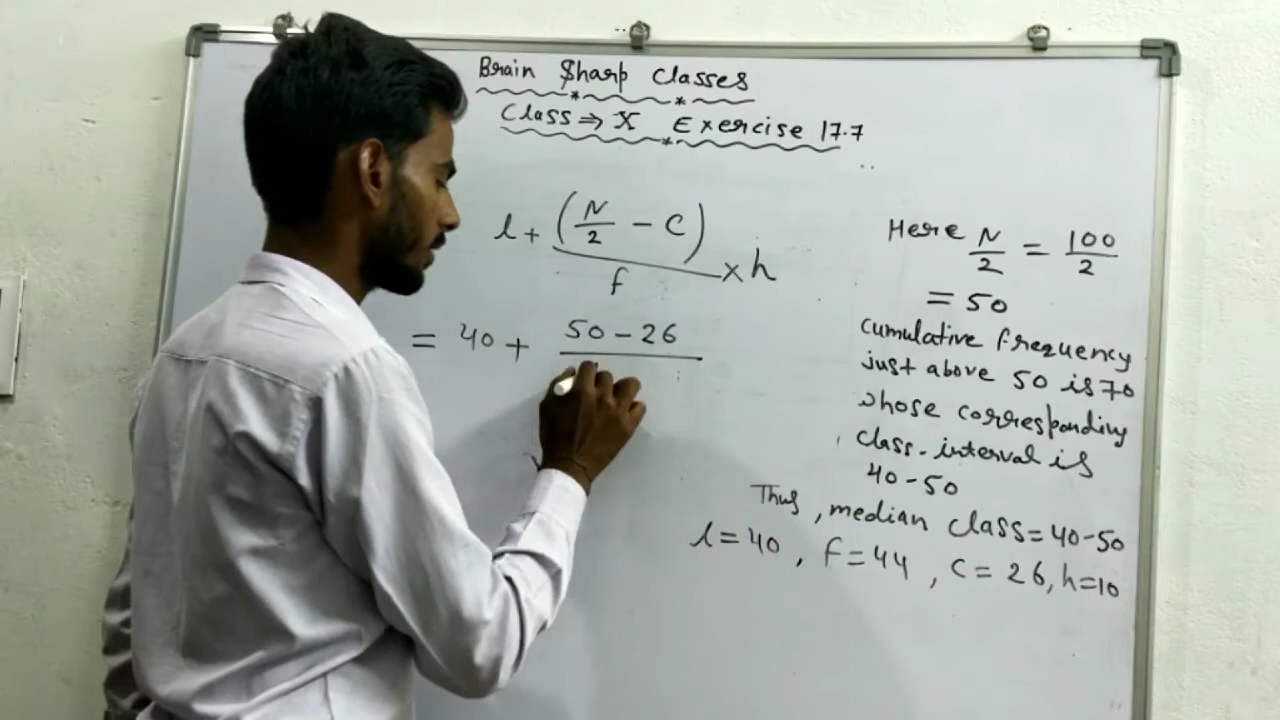 Brain Sharp Classes
Class ⇒ X Exercise 17.7
l + (N/2 - C)/f × h
= 40 + 50 - 26
Here N/2 = 100/2
= 50
cumulative frequency
just above 50 is 70
whose corresponding
class-interval is
40-50
Thus, median class = 40-50
l = 40, f = 44, c = 26, h = 10